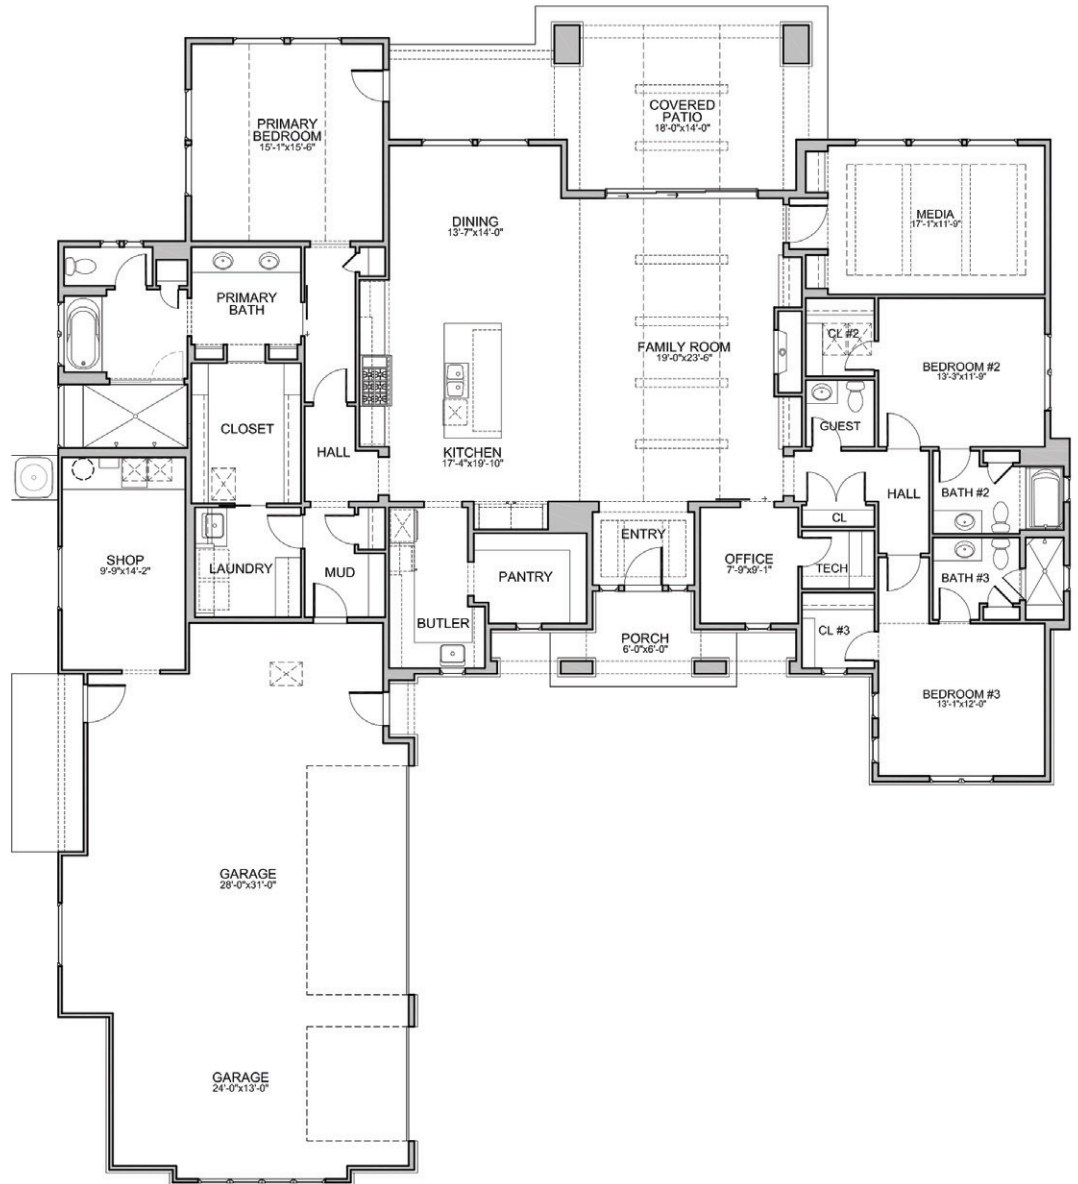 COVERED
PATIO
18'-0"x14'-0"
PRIMARY
BEDROOM
15'-1"x15'-6"
DINING
13'-7"x14'-0"
MEDIA
17'-1"x11'-9"
PRIMARY
BATH
CL #2
FAMILY ROOM
19'-0"x23'-6"
BEDROOM #2
13'-3"x11'-9"
CLOSET
GUEST
HALL
KITCHEN
17'-4"x19'-10"
HALL
BATH #2
CL
ENTRY
SHOP
9'-9"x14'-2"
LAUNDRY
MUD
PANTRY
OFFICE
7'-9"x9'-1"
TECH
BATH #3
BUTLER
PORCH
6'-0"x6'-0"
CL #3
BEDROOM #3
13'-1"x12'-0"
GARAGE
28'-0"x31'-0"
GARAGE
24'-0"x13'-0"